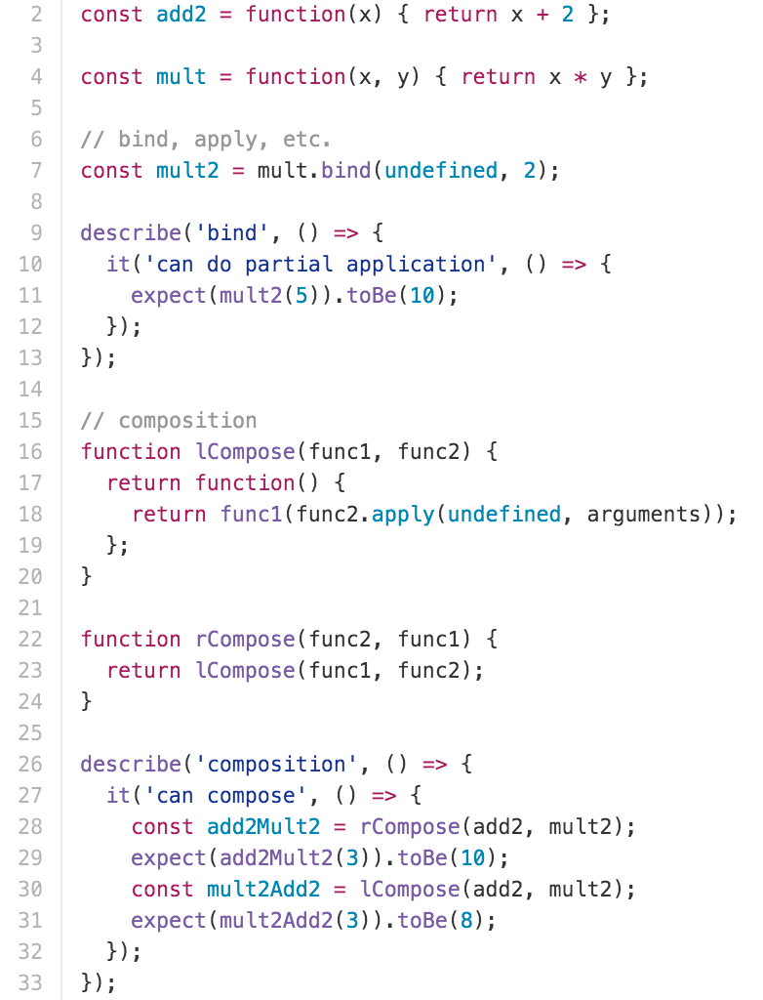 2 const add2 = function(x) { return x + 2 };
3
4 const mult = function(x, y) { return x * y };
5
6 // bind, apply, etc.
7 const mult2 = mult.bind(undefined, 2);
8
9 describe('bind', () => {
10   it('can do partial application', () => {
11     expect(mult2(5)).toBe(10);
12   });
13 });
14
15 // composition
16 function lCompose(func1, func2) {
17   return function() {
18     return func1(func2.apply(undefined, arguments));
19   };
20 }
21
22 function rCompose(func2, func1) {
23   return lCompose(func1, func2);
24 }
25
26 describe('composition', () => {
27   it('can compose', () => {
28     const add2Mult2 = rCompose(add2, mult2);
29     expect(add2Mult2(3)).toBe(10);
30     const mult2Add2 = lCompose(add2, mult2);
31     expect(mult2Add2(3)).toBe(8);
32   });
33 });